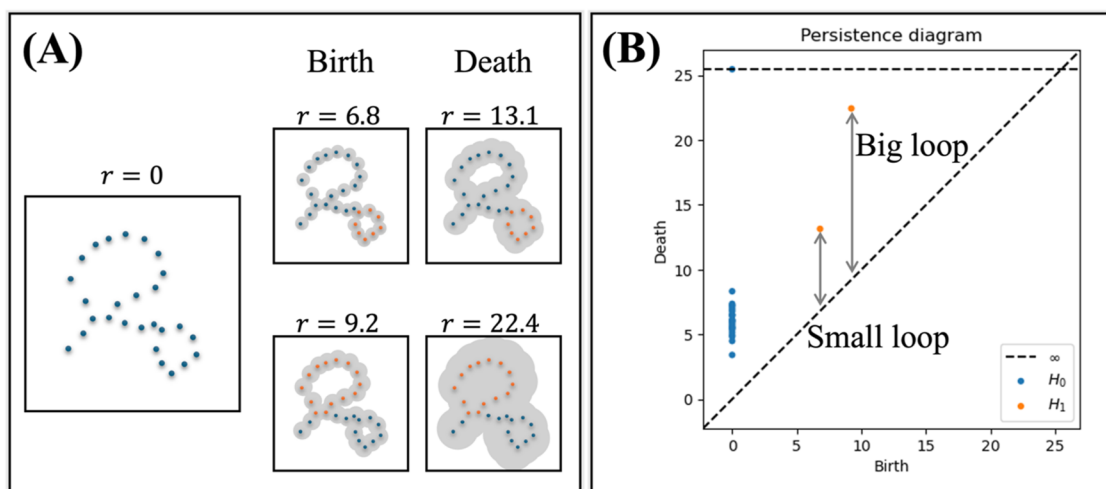 (A)
Birth
Death
r = 0
r = 6.8
r = 13.1
r = 9.2
r = 22.4
(B)
Persistence diagram
Death
25
20
15
10
5
0
Big loop
Small loop
∞
H₀
H₁
0
5
10
15
20
25
Birth